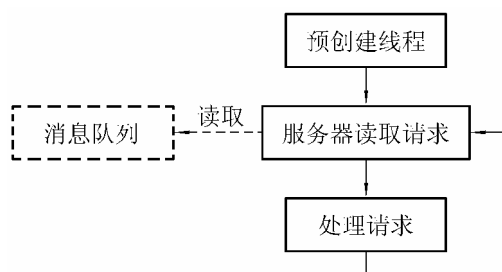 预创建线程
读取
消息队列
服务器读取请求
处理请求